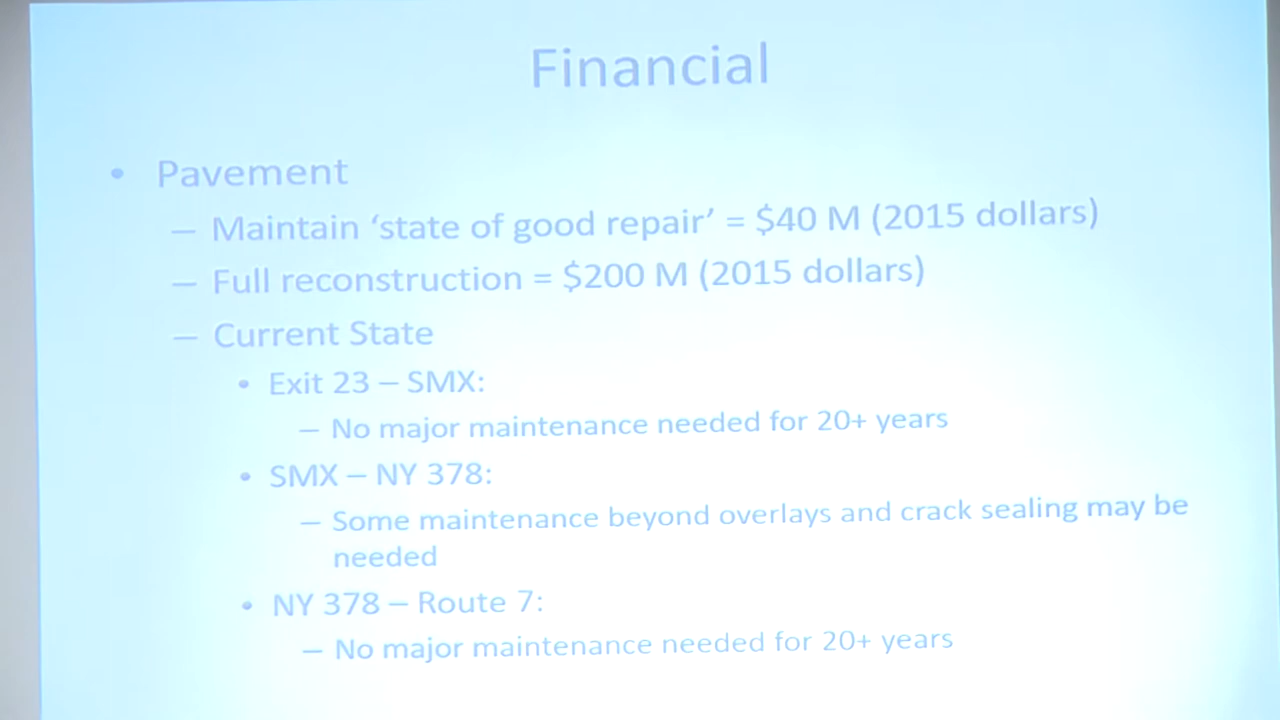 Financial
• Pavement
– Maintain ‘state of good repair’ = $40 M (2015 dollars)
– Full reconstruction = $200 M (2015 dollars)
– Current State
• Exit 23 – SMX:
– No major maintenance needed for 20+ years
• SMX – NY 378:
– Some maintenance beyond overlays and crack sealing may be
needed
• NY 378 – Route 7:
– No major maintenance needed for 20+ years